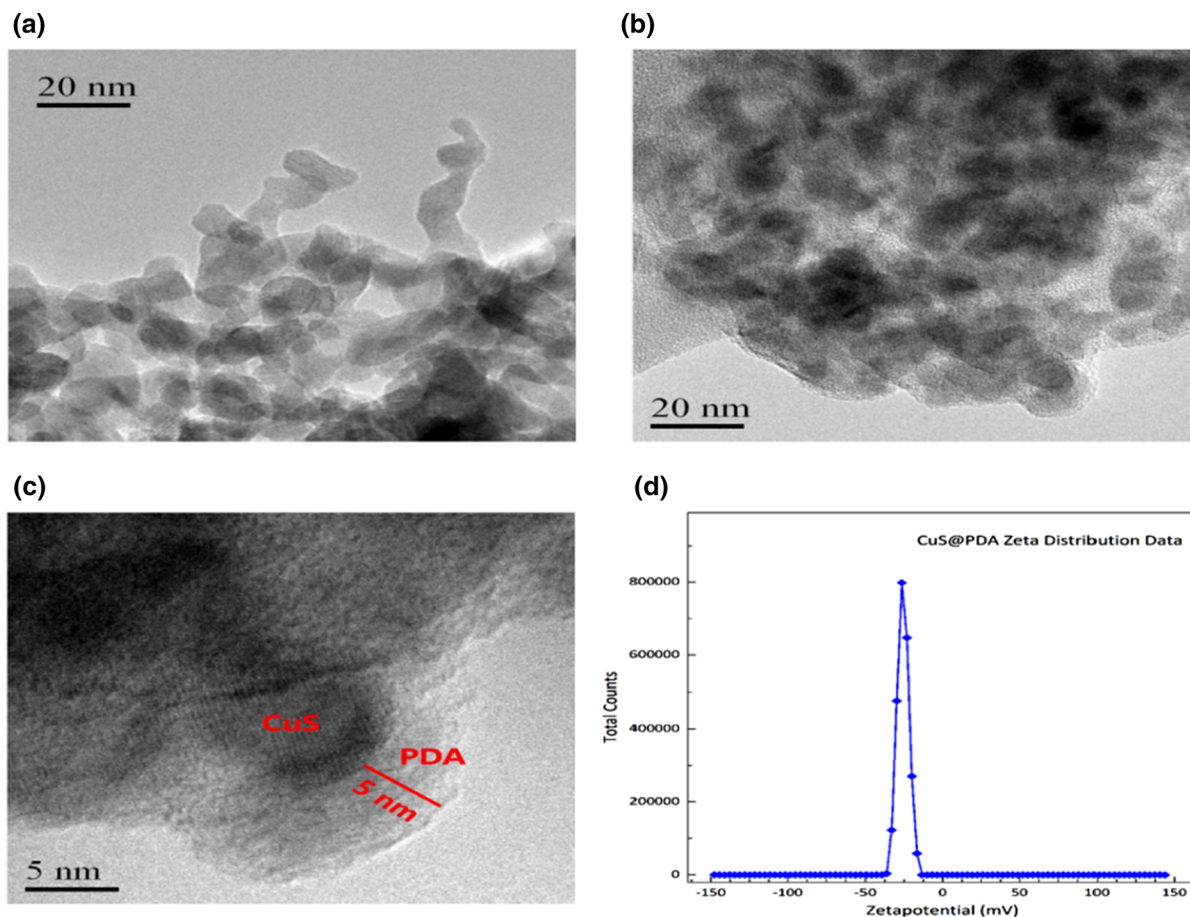 (a)
20 nm
(b)
20 nm
(c)
CuS
PDA
5 nm
5 nm
(d)
CuS@PDA Zeta Distribution Data
800000
600000
400000
200000
0
Total Counts
-150
-100
-50
0
50
100
150
Zetapotential (mV)